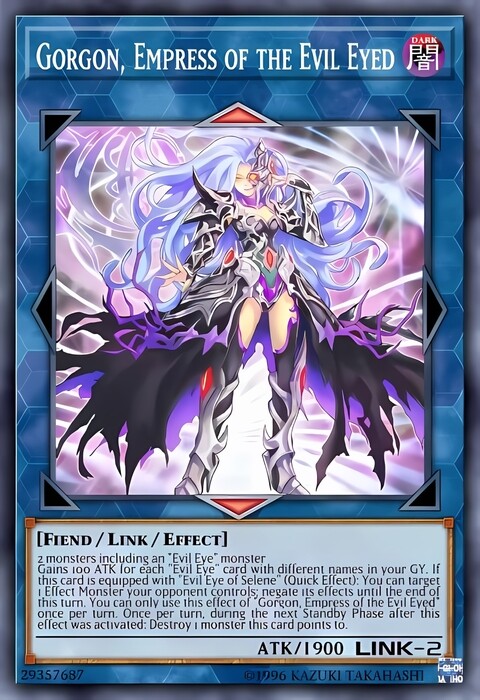 GORGON, EMPRESS OF THE EVIL EYED
DARK
闇
[FIEND / LINK / EFFECT]
2 monsters including an "Evil Eye" monster
Gains 100 ATK for each "Evil Eye" card with different names in your GY. If
this card is equipped with "Evil Eye of Selene" (Quick Effect): You can target
1 Effect Monster your opponent controls; negate its effects until the end of
this turn. You can only use this effect of "Gorgon, Empress of the Evil Eyed"
once per turn. Once per turn, during the next Standby Phase after this
effect was activated: Destroy 1 monster this card points to.
ATK/1900 LINK-2
29357687 ©1996 KAZUKI TAKAHASHI